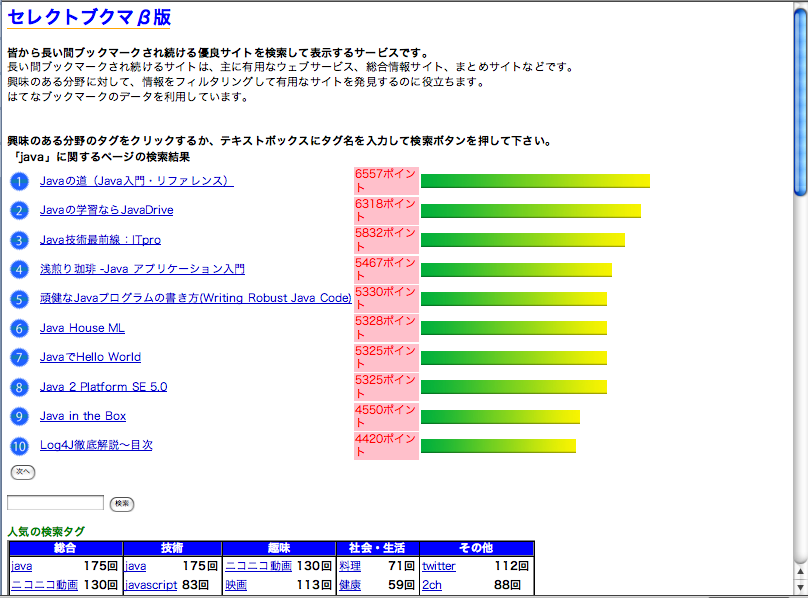 セレクトブクマβ版
皆から長い間ブックマークされ続ける優良サイトを検索して表示するサービスです。
長い間ブックマークされ続けるサイトは、主に有用なウェブサービス、総合情報サイト、まとめサイトなどです。
興味のある分野に対して、情報をフィルタリングして有用なサイトを発見するのに役立ちます。
はてなブックマークのデータを利用しています。
興味のある分野のタグをクリックするか、テキストボックスにタグ名を入力して検索ボタンを押して下さい。
「java」に関するページの検索結果
1 Javaの道（Java入門・リファレンス） 6557ポイント
2 Javaの学習ならJavaDrive 6318ポイント
3 Java技術最前線：ITpro 5832ポイント
4 浅煎り珈琲 -Java アプリケーション入門 5467ポイント
5 頑健なJavaプログラムの書き方(Writing Robust Java Code) 5330ポイント
6 Java House ML 5328ポイント
7 JavaでHello World 5325ポイント
8 Java 2 Platform SE 5.0 5325ポイント
9 Java in the Box 4550ポイント
10 Log4J徹底解説～目次 4420ポイント
次へ
検索
人気の検索タグ
総合 技術 趣味 社会・生活 その他
java 175回 java 175回 ニコニコ動画 130回 料理 71回 twitter 112回
ニコニコ動画 130回 javascript 83回 映画 113回 健康 59回 2ch 88回